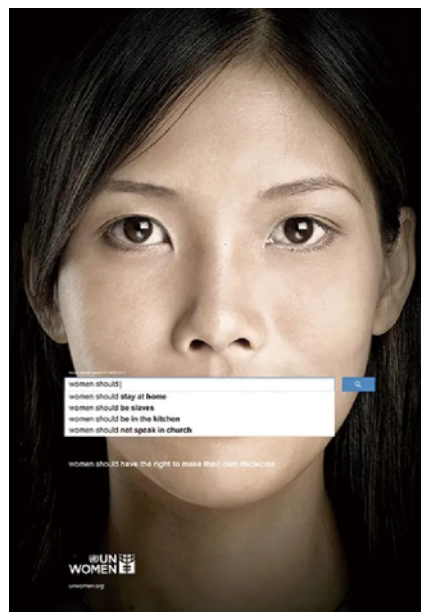 women should
women should stay at home
women should be slaves
women should be in the kitchen
women should not speak in church
women should have the right to make their own decisions
UN
WOMEN
unwomen.org